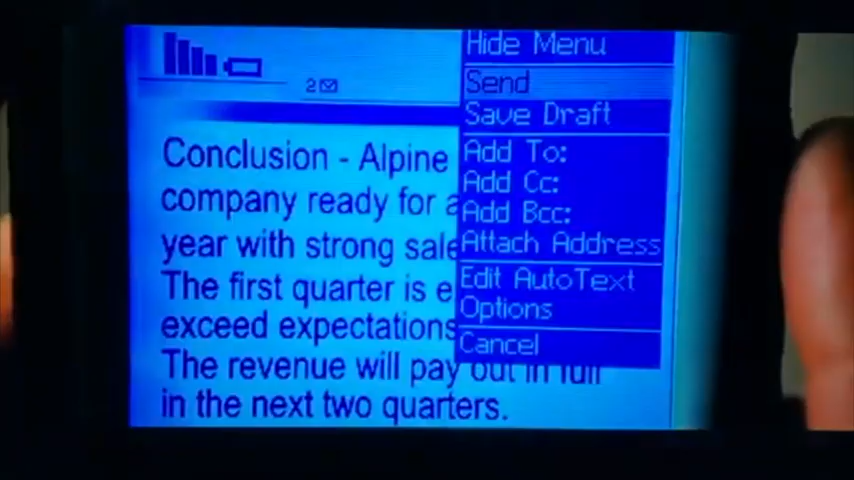 2
Conclusion - Alpine
company ready for a
year with strong sale
The first quarter is e
exceed expectations
The revenue will pay out in full
in the next two quarters.
Hide Menu
Send
Save Draft
Add To:
Add Cc:
Add Bcc:
Attach Address
Edit AutoText
Options
Cancel